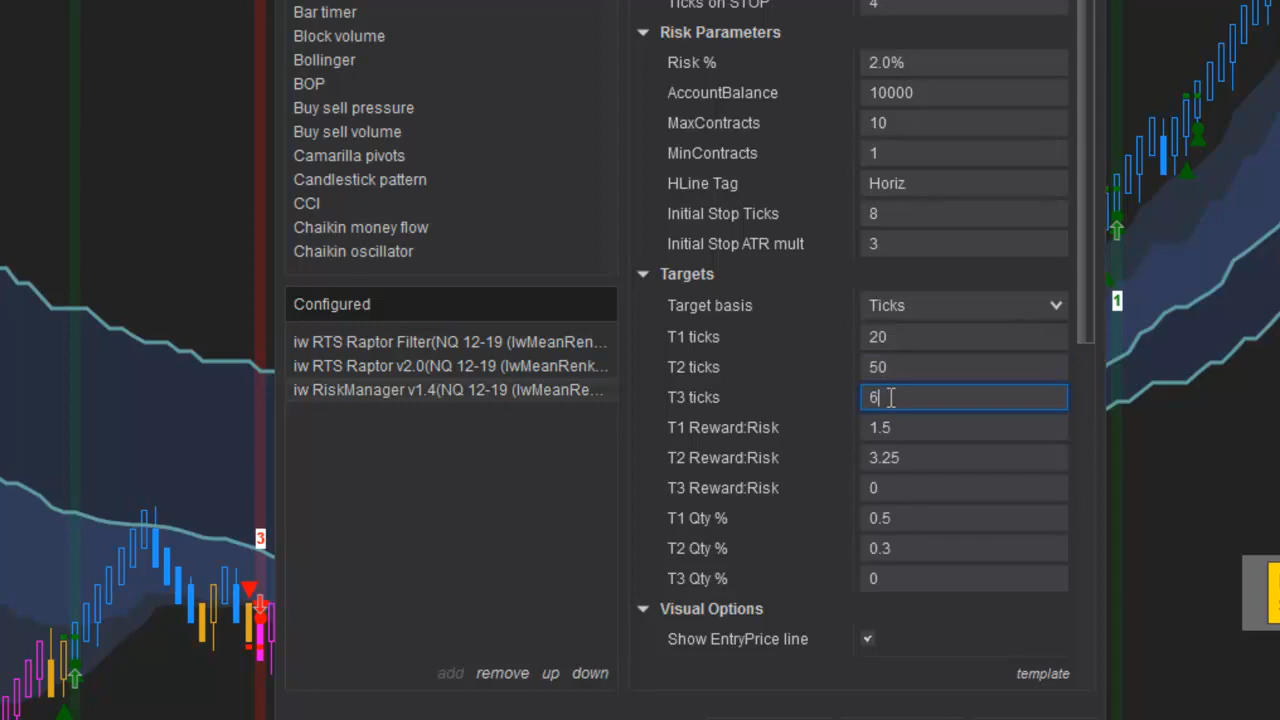 Bar timer
Block volume
Bollinger
BOP
Buy sell pressure
Buy sell volume
Camarilla pivots
Candlestick pattern
CCI
Chaikin money flow
Chaikin oscillator
Configured
iw RTS Raptor Filter(NQ 12-19 (IwMeanRen...
iw RTS Raptor v2.0(NQ 12-19 (IwMeanRenk...
iw RiskManager v1.4(NQ 12-19 (IwMeanRe...
add remove up down
Ticks on STOP 4
Risk Parameters
Risk % 2.0%
AccountBalance 10000
MaxContracts 10
MinContracts 1
HLine Tag Horiz
Initial Stop Ticks 8
Initial Stop ATR mult 3
Targets
Target basis Ticks
T1 ticks 20
T2 ticks 50
T3 ticks 6
T1 Reward:Risk 1.5
T2 Reward:Risk 3.25
T3 Reward:Risk 0
T1 Qty % 0.5
T2 Qty % 0.3
T3 Qty % 0
Visual Options
Show EntryPrice line
template
3
1